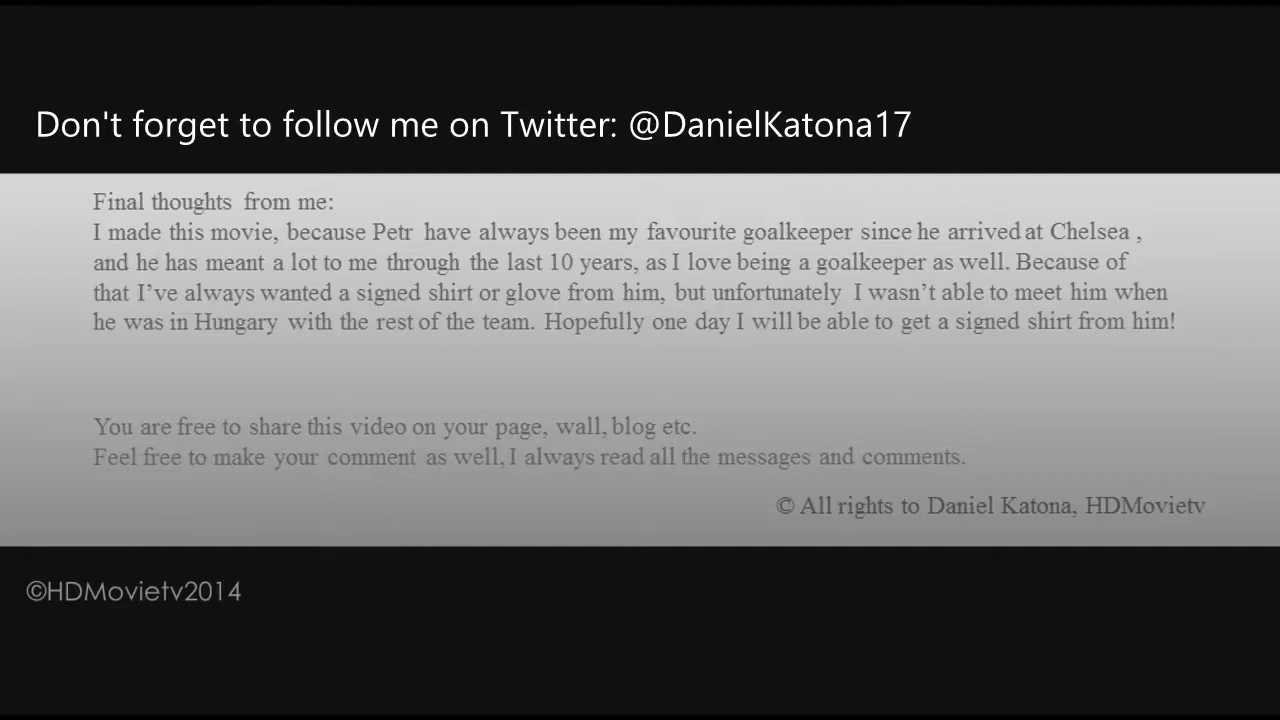 Don't forget to follow me on Twitter: @DanielKatona17
Final thoughts from me:
I made this movie, because Petr have always been my favourite goalkeeper since he arrived at Chelsea ,
and he has meant a lot to me through the last 10 years, as I love being a goalkeeper as well. Because of
that I’ve always wanted a signed shirt or glove from him, but unfortunately I wasn’t able to meet him when
he was in Hungary with the rest of the team. Hopefully one day I will be able to get a signed shirt from him!
You are free to share this video on your page, wall, blog etc.
Feel free to make your comment as well, I always read all the messages and comments.
© All rights to Daniel Katona, HDMovietv
©HDMovietv2014